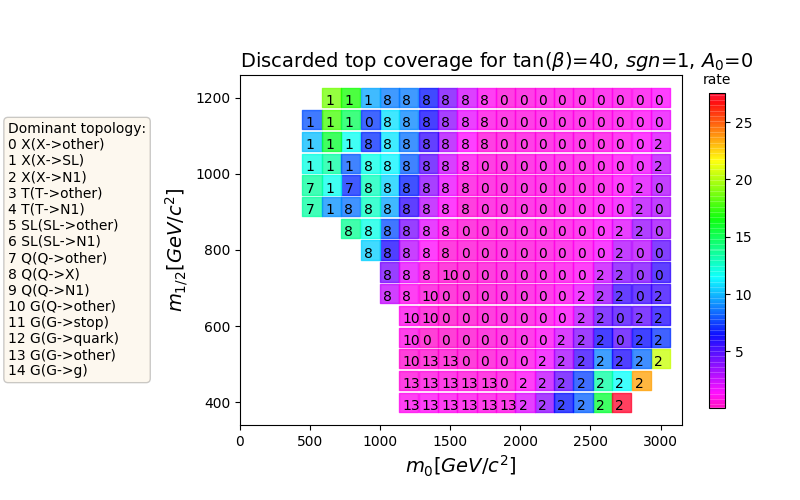 Discarded top coverage for tan(β)=40, sgn=1, A₀=0
rate
Dominant topology:
0 X(X->other)
1 X(X->SL)
2 X(X->N1)
3 T(T->other)
4 T(T->N1)
5 SL(SL->other)
6 SL(SL->N1)
7 Q(Q->other)
8 Q(Q->X)
9 Q(Q->N1)
10 G(Q->other)
11 G(G->stop)
12 G(G->quark)
13 G(G->other)
14 G(G->g)
m₁/₂[GeV/c²]
1200
1000
800
600
400
1 1 1 8 8 8 8 8 8 0 0 0 0 0 0 0 0 0
1 1 1 0 8 8 8 8 8 8 0 0 0 0 0 0 0 0 0
1 1 8 8 8 8 8 8 8 8 0 0 0 0 0 0 0 0 2
1 1 1 8 8 8 8 8 8 0 0 0 0 0 0 0 0 0 2
7 1 7 8 8 8 8 8 8 0 0 0 0 0 0 0 0 2 0
7 1 8 8 8 8 8 8 8 0 0 0 0 0 0 0 0 2 0
8 8 8 8 8 8 8 0 0 0 0 0 0 0 0 2 0
8 8 8 8 8 0 0 0 0 0 0 0 0 2 0 0
8 8 8 10 0 0 0 0 0 0 0 2 2 0 0
8 8 10 0 0 0 0 0 0 0 2 2 2 0 2
10 10 0 0 0 0 0 0 0 2 0 2 0 0
10 0 0 0 0 0 0 0 2 2
10 13 13 13 0 0 0 2 2 2 2 2 2 2
13 13 13 13 13 0 2 2 2 2 2 2 2
13 13 13 13 13 13 2 2 2 2 2 2
0 500 1000 1500 2000 2500 3000
m₀[GeV/c²]
25
20
15
10
5